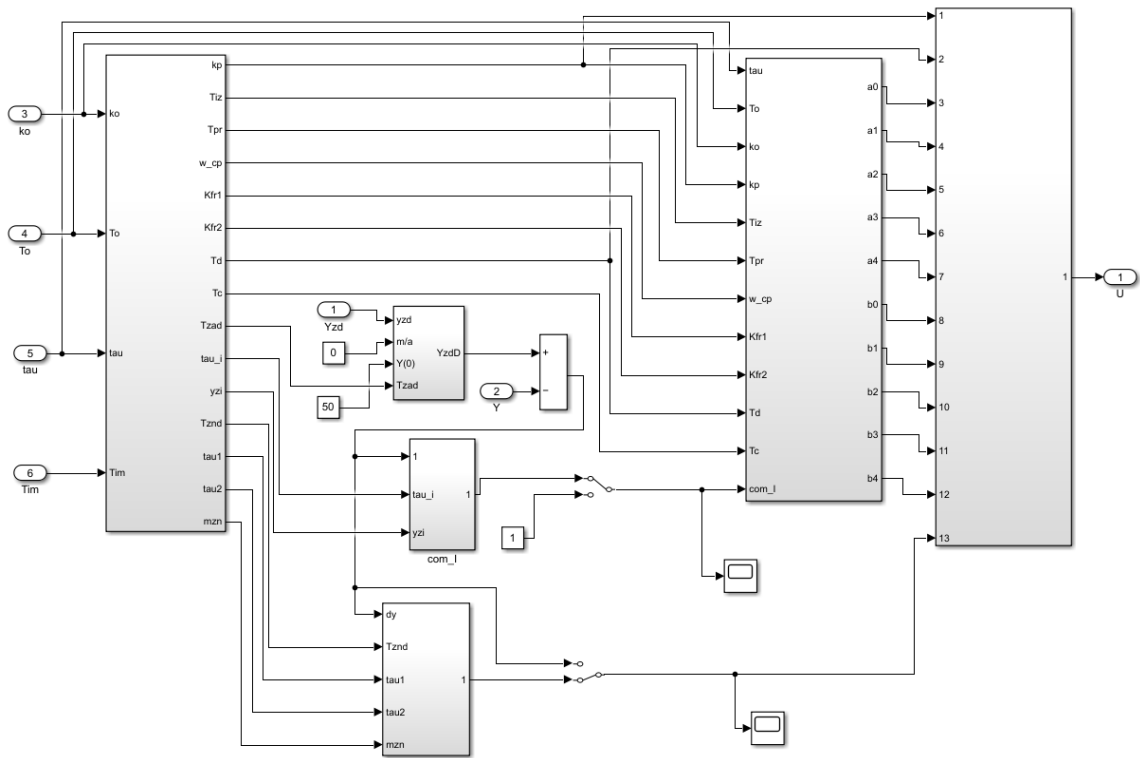 3
ko
4
To
5
tau
6
Tim
ko
To
tau
Tim
kp
Tiz
Tpr
w_cp
Kfr1
Kfr2
Td
Tc
Tzad
tau_i
yzi
Tznd
tau1
tau2
mzn
1
Yzd
0
50
yzd
m/a
Y(0)
Tzad
YzdD
2
Y
+
−
1
tau_i
yzi
1
com_I
1
dy
Tznd
tau1
tau2
mzn
1
tau
To
ko
kp
Tiz
Tpr
w_cp
Kfr1
Kfr2
Td
Tc
com_I
a0
a1
a2
a3
a4
b0
b1
b2
b3
b4
1
2
3
4
5
6
7
8
9
10
11
12
13
1
1
U